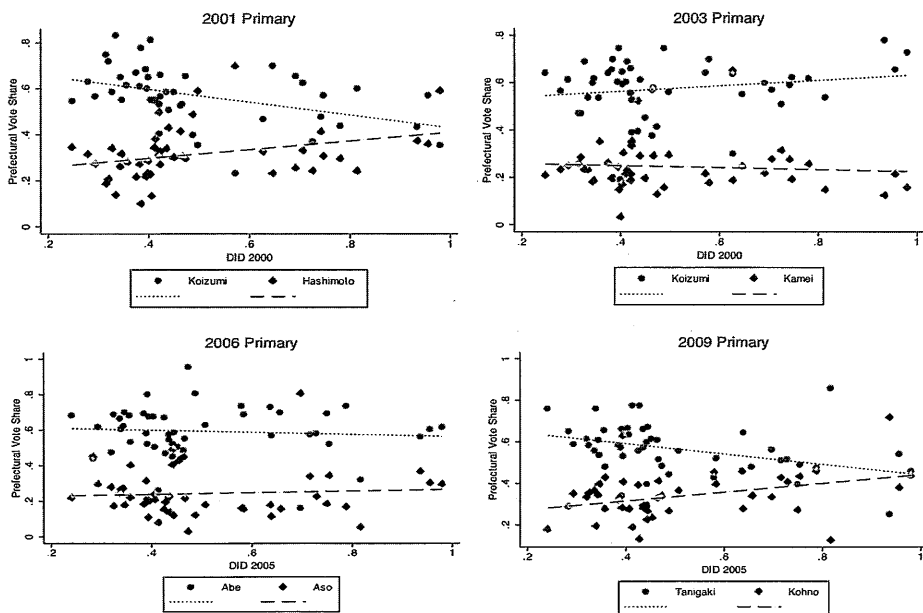 2001 Primary
Prefectural Vote Share
.8
.6
.4
.2
0
.2 .4 .6 .8 1
DID 2000
Koizumi Hashimoto
2003 Primary
Prefectural Vote Share
.8
.6
.4
.2
0
.2 .4 .6 .8 1
DID 2000
Koizumi Kamei
2006 Primary
Prefectural Vote Share
1
.8
.6
.4
.2
0
.2 .4 .6 .8 1
DID 2005
Abe Aso
2009 Primary
Prefectural Vote Share
1
.8
.6
.4
.2
.2 .4 .6 .8 1
DID 2005
Tanigaki Kohno